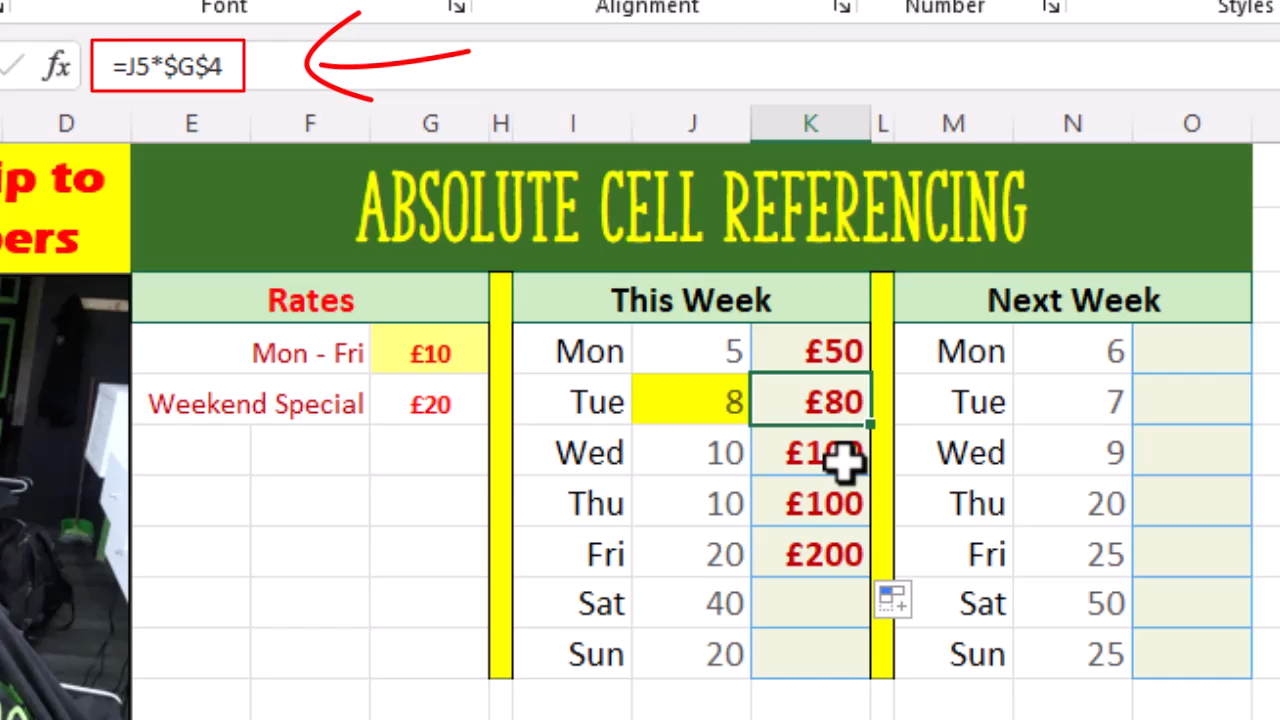 Font Alignment Number Styles
fx =J5*$G$4
D E F G H I J K L M N O
ip to
bers
ABSOLUTE CELL REFERENCING
Rates This Week Next Week
Mon - Fri £10 Mon 5 £50 Mon 6
Weekend Special £20 Tue 8 £80 Tue 7
Wed 10 Wed 9
Thu 10 £100 Thu 20
Fri 20 £200 Fri 25
Sat 40 Sat 50
Sun 20 Sun 25